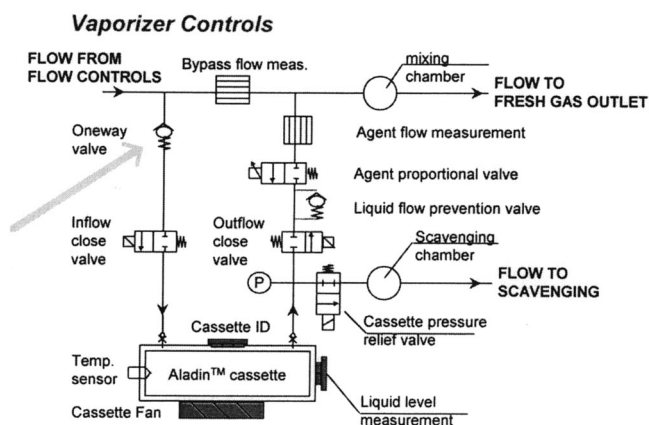 Vaporizer Controls
FLOW FROM
FLOW CONTROLS
Bypass flow meas.
mixing
chamber
FLOW TO
FRESH GAS OUTLET
Oneway
valve
Agent flow measurement
Agent proportional valve
Liquid flow prevention valve
Inflow
close
valve
Outflow
close
valve
Scavenging
chamber
P
FLOW TO
SCAVENGING
Cassette pressure
relief valve
Cassette ID
Temp.
sensor
Aladin™ cassette
Cassette Fan
Liquid level
measurement